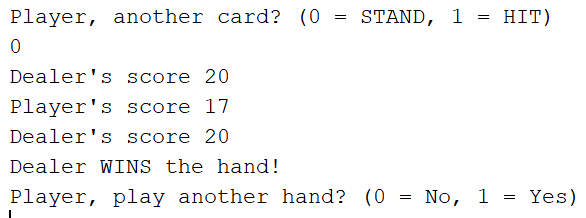 Player, another card? (0 = STAND, 1 = HIT)
0
Dealer's score 20
Player's score 17
Dealer's score 20
Dealer WINS the hand!
Player, play another hand? (0 = No, 1 = Yes)